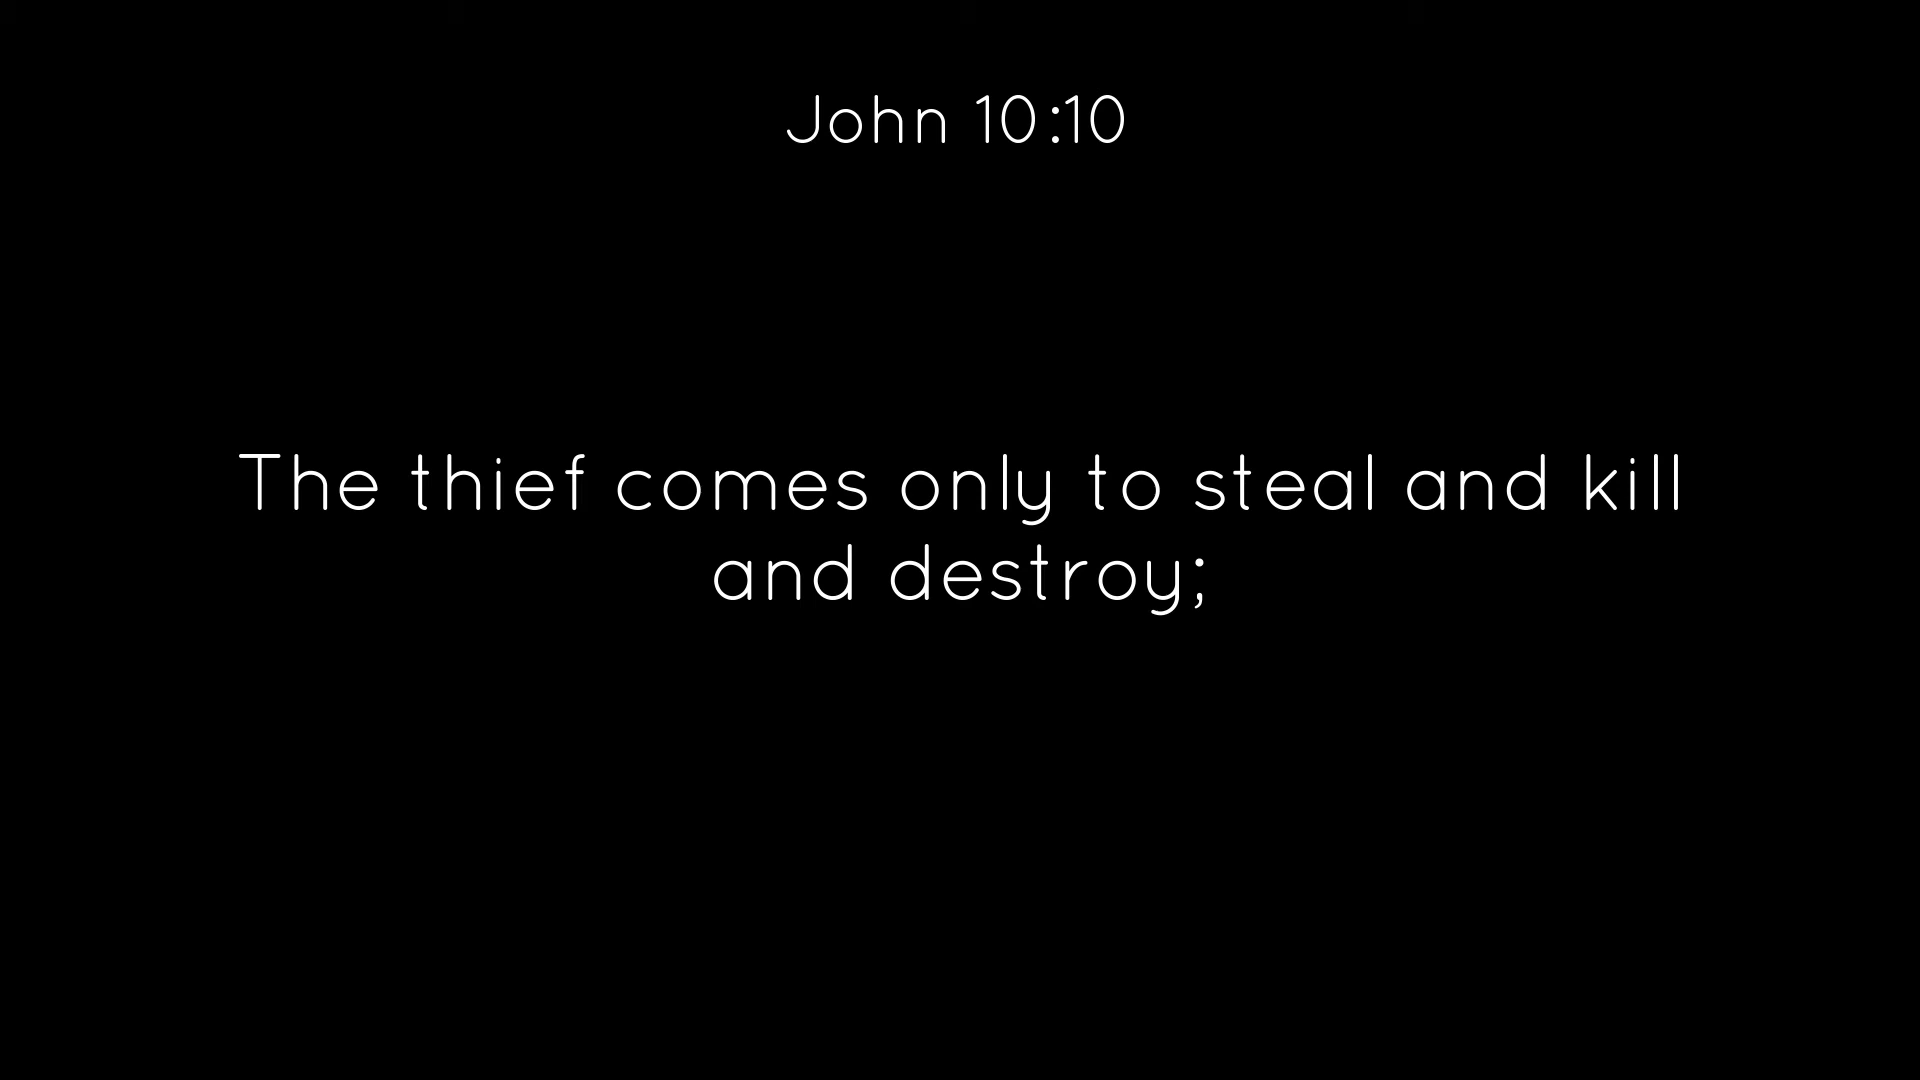 John 10:10
The thief comes only to steal and kill
and destroy;